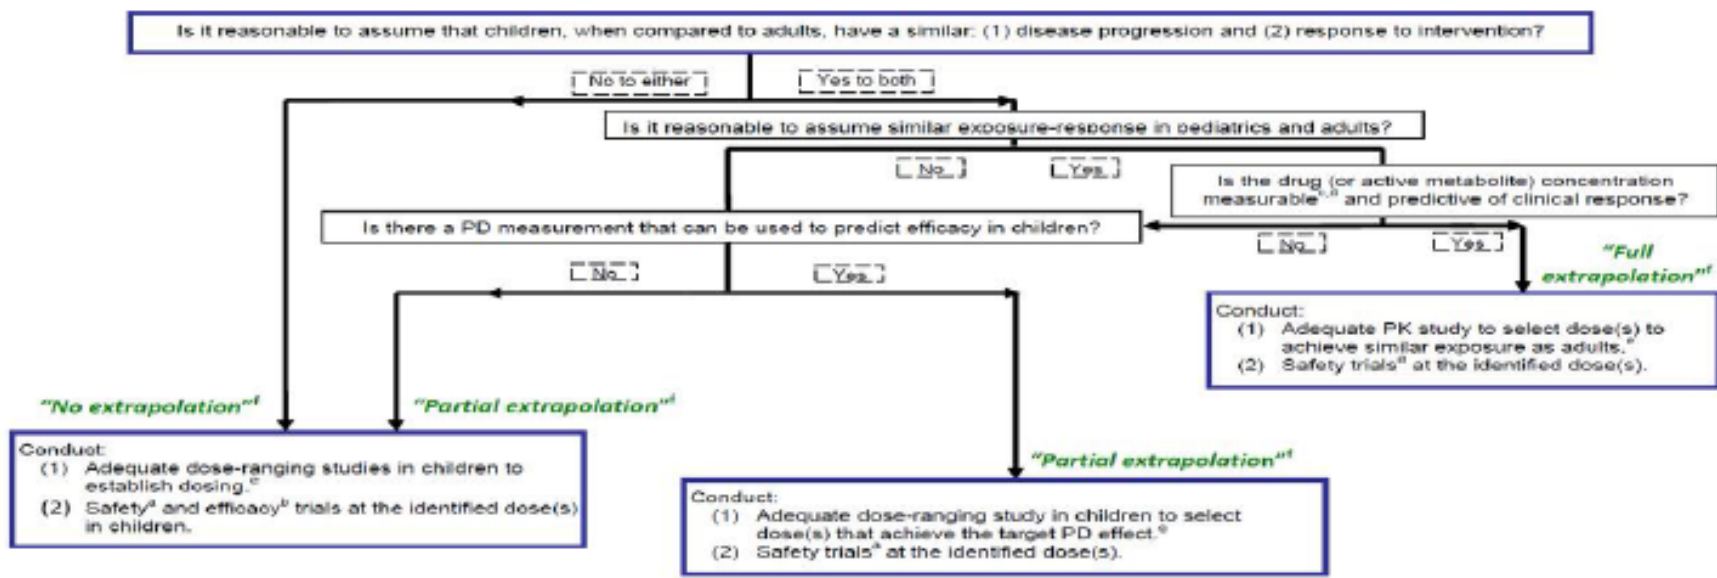 Is it reasonable to assume that children, when compared to adults, have a similar: (1) disease progression and (2) response to intervention?
No to either
Yes to both
Is it reasonable to assume similar exposure-response in pediatrics and adults?
No
Yes
Is the drug (or active metabolite) concentration
measurable and predictive of clinical response?
Is there a PD measurement that can be used to predict efficacy in children?
No
Yes
No
Yes
"Full
extrapolation"f
Conduct:
(1) Adequate PK study to select dose(s) to
achieve similar exposure as adults.e
(2) Safety trialsa at the identified dose(s).
"No extrapolation"f
"Partial extrapolation"f
Conduct:
(1) Adequate dose-ranging studies in children to
establish dosing.e
(2) Safetya and efficacyb trials at the identified dose(s)
in children.
"Partial extrapolation"f
Conduct:
(1) Adequate dose-ranging study in children to select
dose(s) that achieve the target PD effect.e
(2) Safety trialsa at the identified dose(s).